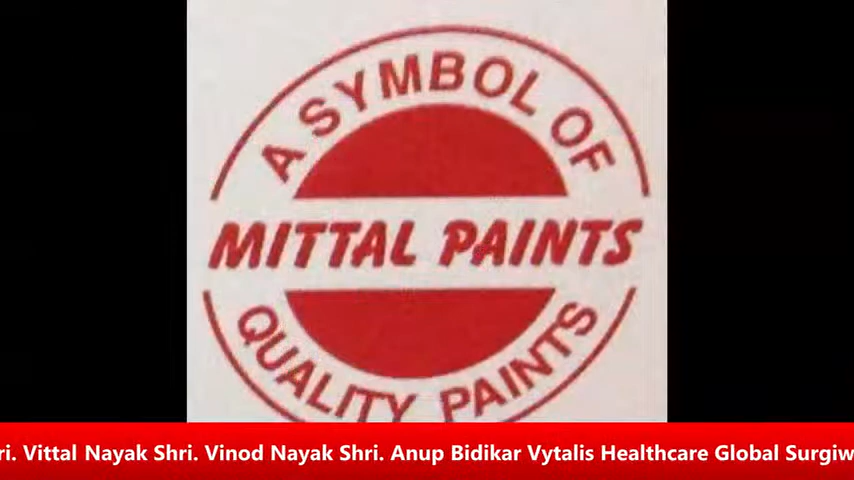 A SYMBOL OF
MITTAL PAINTS
QUALITY PAINTS
ri. Vittal Nayak Shri. Vinod Nayak Shri. Anup Bidikar Vytalis Healthcare Global Surgiw